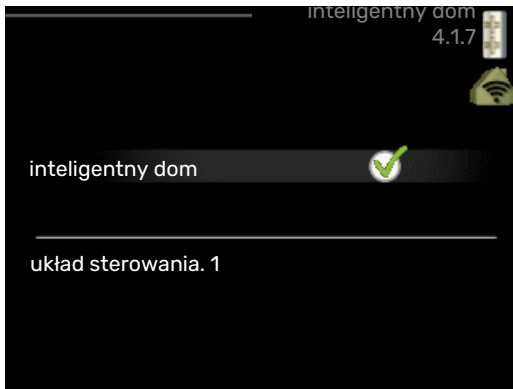 inteligentny dom
4.1.7
inteligentny dom
układ sterowania. 1